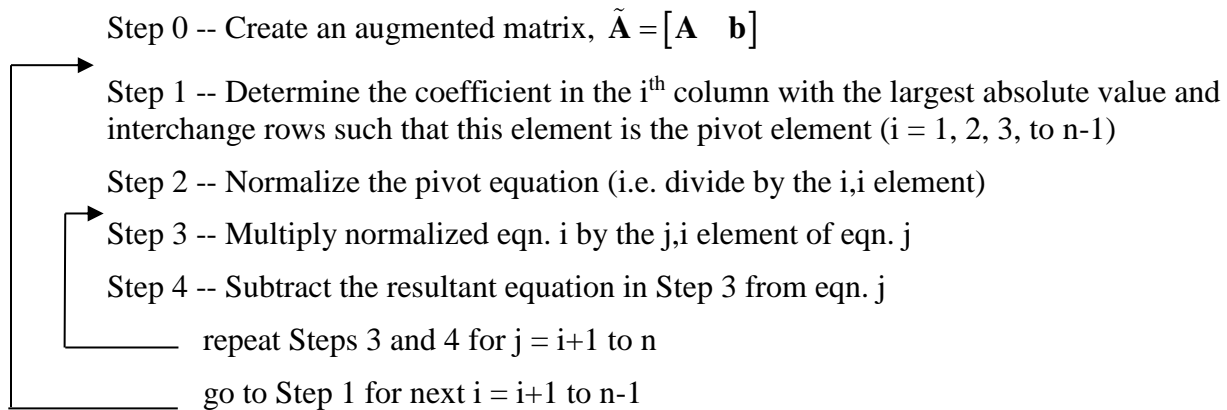 Step 0 -- Create an augmented matrix, Ã = [A b]
Step 1 -- Determine the coefficient in the iᵗʰ column with the largest absolute value and
interchange rows such that this element is the pivot element (i = 1, 2, 3, to n-1)
Step 2 -- Normalize the pivot equation (i.e. divide by the i,i element)
Step 3 -- Multiply normalized eqn. i by the j,i element of eqn. j
Step 4 -- Subtract the resultant equation in Step 3 from eqn. j
repeat Steps 3 and 4 for j = i+1 to n
go to Step 1 for next i = i+1 to n-1